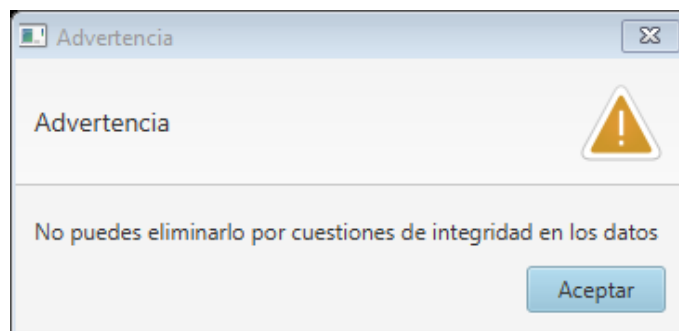 Advertencia
Advertencia
No puedes eliminarlo por cuestiones de integridad en los datos
Aceptar